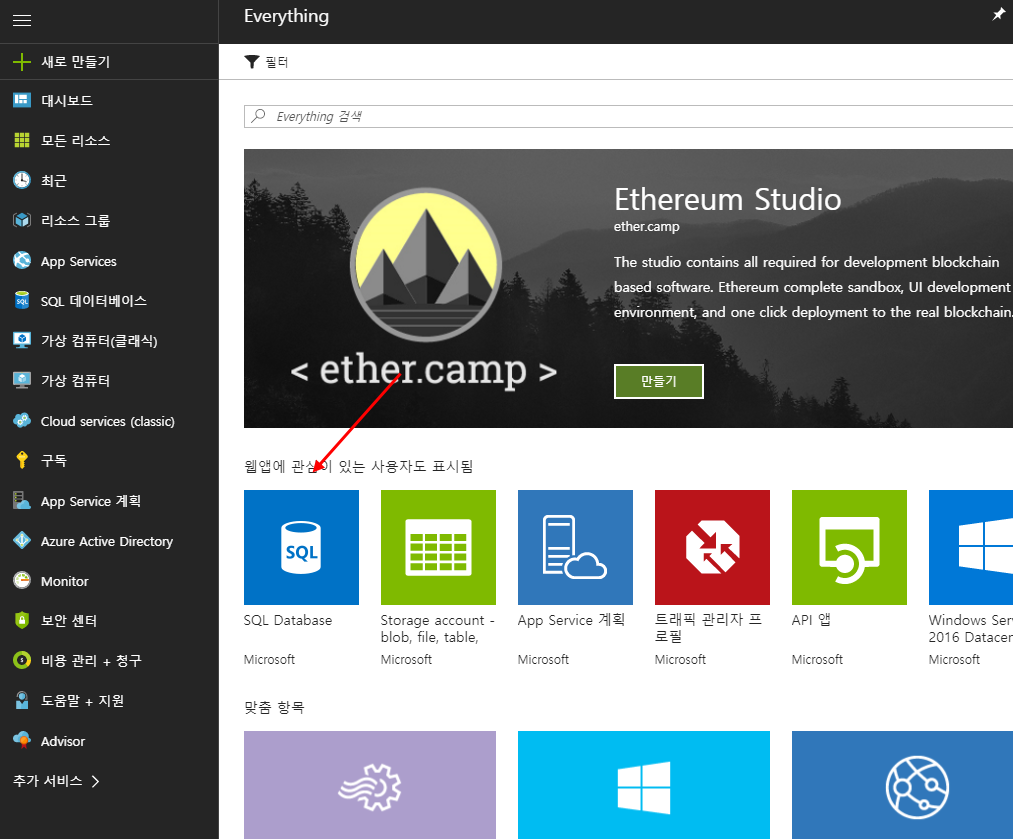 Everything
새로 만들기
필터
대시보드
Everything 검색
모든 리소스
최근
리소스 그룹
App Services
SQL 데이터베이스
가상 컴퓨터(클래식)
가상 컴퓨터
Cloud services (classic)
구독
App Service 계획
Azure Active Directory
Monitor
보안 센터
비용 관리 + 청구
도움말 + 지원
Advisor
추가 서비스
< ether.camp >
Ethereum Studio
ether.camp
The studio contains all required for development blockchain
based software. Ethereum complete sandbox, UI development
environment, and one click deployment to the real blockchain.
만들기
웹앱에 관심이 있는 사용자도 표시됨
SQL
SQL Database
Microsoft
Storage account -
blob, file, table,
Microsoft
App Service 계획
Microsoft
트래픽 관리자 프
로필
Microsoft
API 앱
Microsoft
Windows Ser
2016 Datacen
Microsoft
맞춤 항목